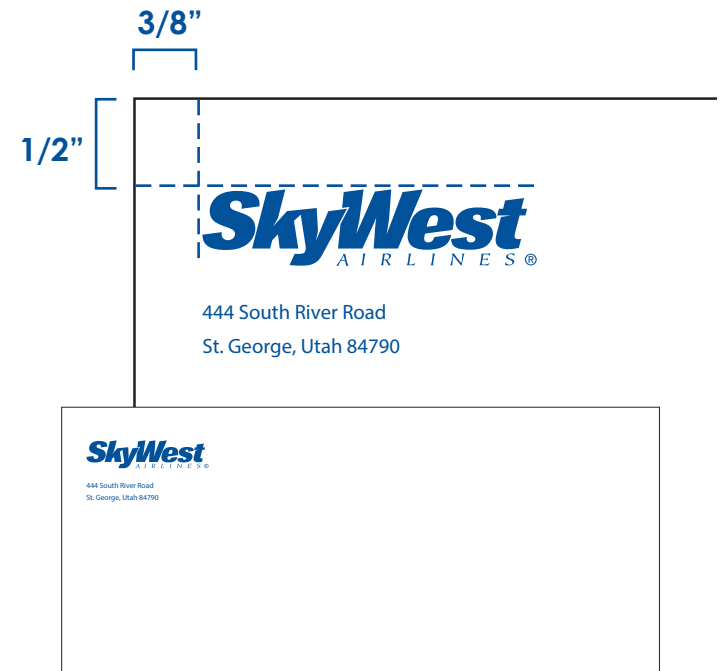 3/8”
1/2”
SkyWest
AIRLINES®
444 South River Road
St. George, Utah 84790
SkyWest
AIRLINES®
444 South River Road
St. George, Utah 84790